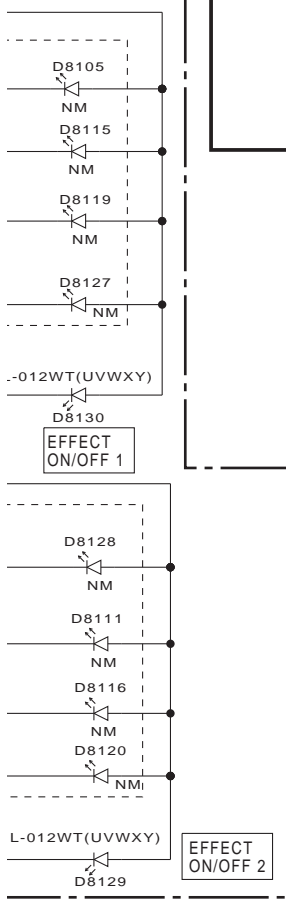 D8105
NM
D8115
NM
D8119
NM
D8127
NM
-012WT(UVWXY)
D8130
EFFECT
ON/OFF 1
D8128
NM
D8111
NM
D8116
NM
D8120
NM
L-012WT(UVWXY)
D8129
EFFECT
ON/OFF 2